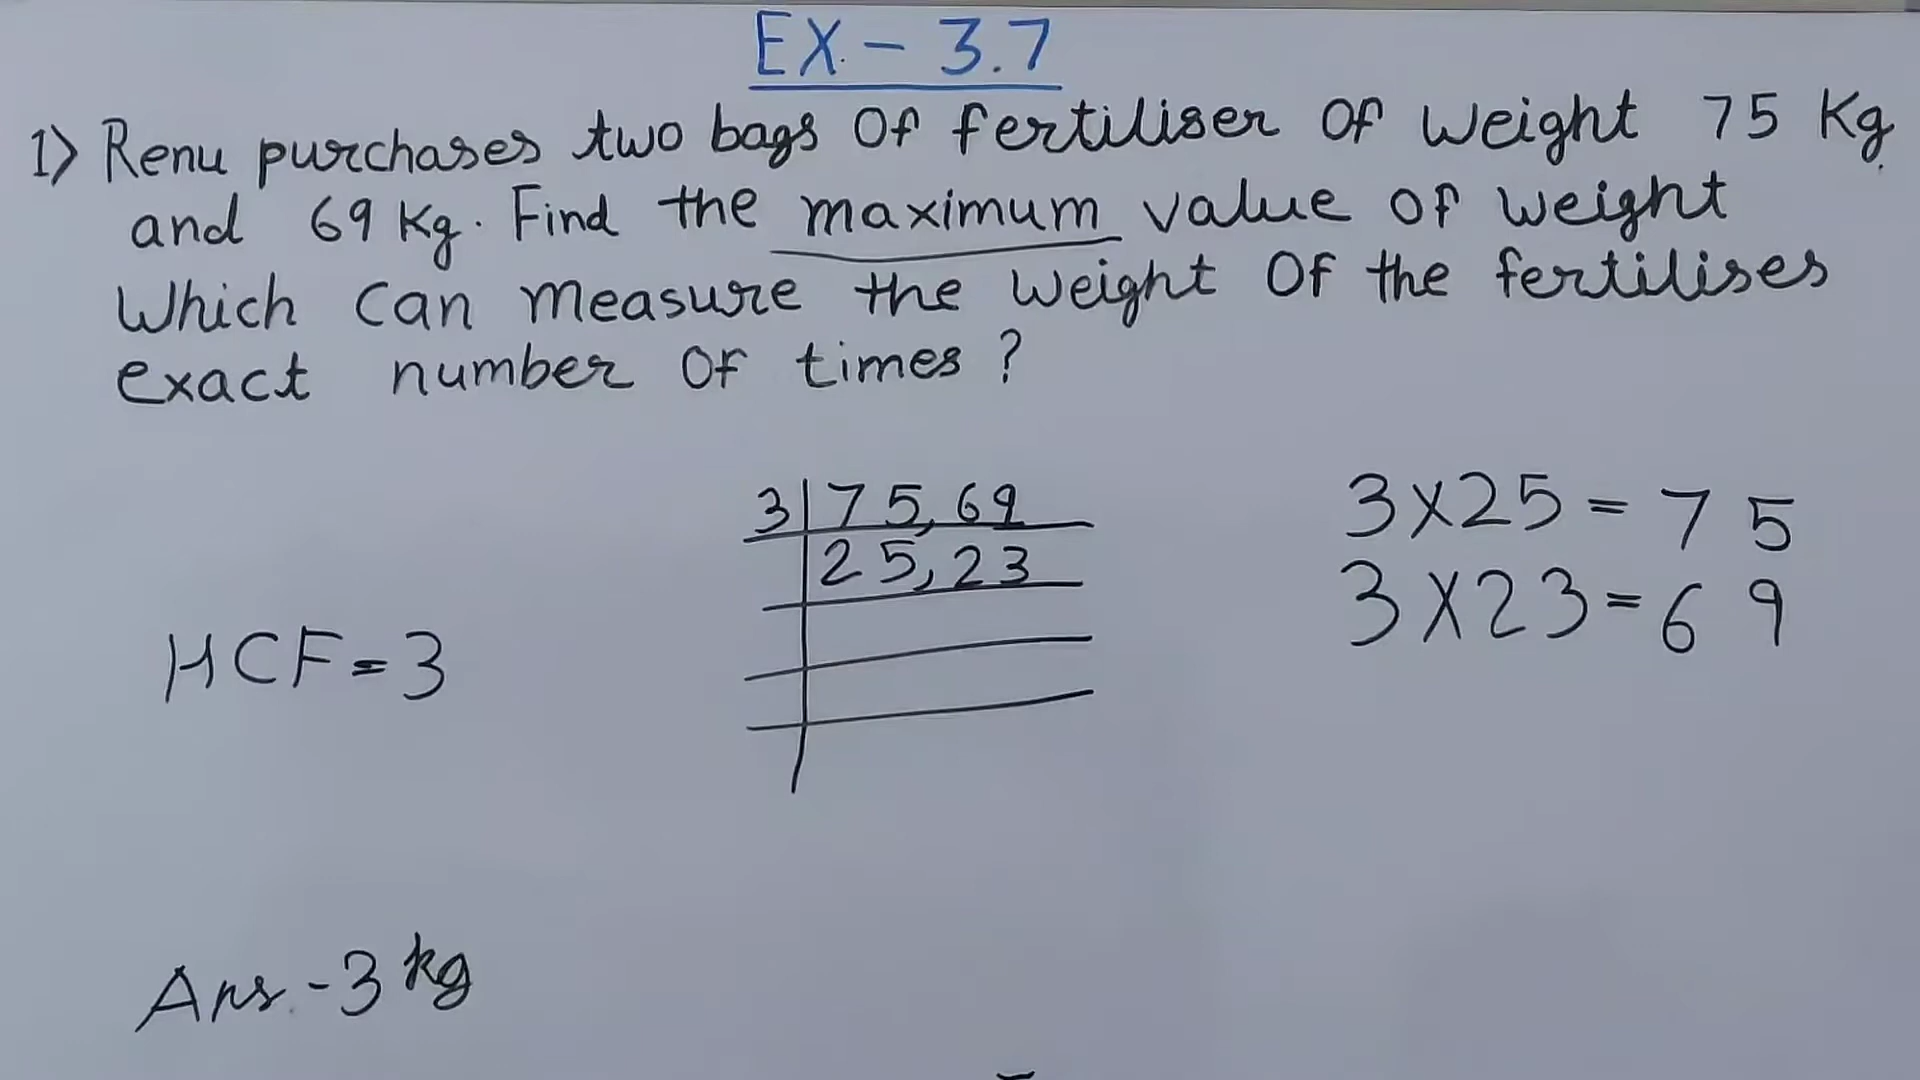 EX.- 3.7
1) Renu purchases two bags of fertiliser of weight 75 Kg
and 69 Kg. Find the maximum value of weight
which can measure the weight of the fertilises
exact number of times?
3 75,69
25,23
3x25=75
3x23=69
HCF=3
Ans.-3 kg